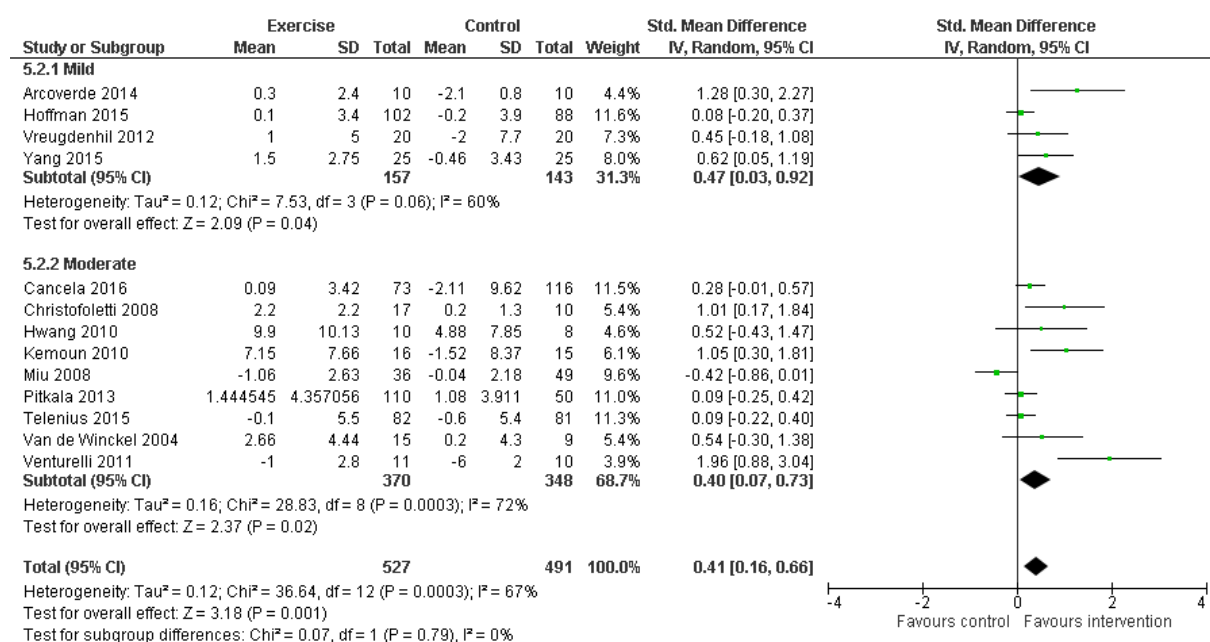 Exercise Control Std. Mean Difference Std. Mean Difference
Study or Subgroup Mean SD Total Mean SD Total Weight IV, Random, 95% CI IV, Random, 95% CI
5.2.1 Mild
Arcoverde 2014 0.3 2.4 10 -2.1 0.8 10 4.4% 1.28 [0.30, 2.27]
Hoffman 2015 0.1 3.4 102 -0.2 3.9 88 11.6% 0.08 [-0.20, 0.37]
Vreugdenhil 2012 1 5 20 -2 7.7 20 7.3% 0.45 [-0.18, 1.08]
Yang 2015 1.5 2.75 25 -0.46 3.43 25 8.0% 0.62 [0.05, 1.19]
Subtotal (95% CI) 157 143 31.3% 0.47 [0.03, 0.92]
Heterogeneity: Tau² = 0.12; Chi² = 7.53, df = 3 (P = 0.06); I² = 60%
Test for overall effect: Z = 2.09 (P = 0.04)
5.2.2 Moderate
Cancela 2016 0.09 3.42 73 -2.11 9.62 116 11.5% 0.28 [-0.01, 0.57]
Christofoletti 2008 2.2 2.2 17 0.2 1.3 10 5.4% 1.01 [0.17, 1.84]
Hwang 2010 9.9 10.13 10 4.88 7.85 8 4.6% 0.52 [-0.43, 1.47]
Kemoun 2010 7.15 7.66 16 -1.52 8.37 15 6.1% 1.05 [0.30, 1.81]
Miu 2008 -1.06 2.63 36 -0.04 2.18 49 9.6% -0.42 [-0.86, 0.01]
Pitkala 2013 1.444545 4.357056 110 1.08 3.911 50 11.0% 0.09 [-0.25, 0.42]
Telenius 2015 -0.1 5.5 82 -0.6 5.4 81 11.3% 0.09 [-0.22, 0.40]
Van de Winckel 2004 2.66 4.44 15 0.2 4.3 9 5.4% 0.54 [-0.30, 1.38]
Venturelli 2011 -1 2.8 11 -6 2 10 3.9% 1.96 [0.88, 3.04]
Subtotal (95% CI) 370 348 68.7% 0.40 [0.07, 0.73]
Heterogeneity: Tau² = 0.16; Chi² = 28.83, df = 8 (P = 0.0003); I² = 72%
Test for overall effect: Z = 2.37 (P = 0.02)
Total (95% CI) 527 491 100.0% 0.41 [0.16, 0.66]
Heterogeneity: Tau² = 0.12; Chi² = 36.64, df = 12 (P = 0.0003); I² = 67%
Test for overall effect: Z = 3.18 (P = 0.001)
Test for subgroup differences: Chi² = 0.07, df = 1 (P = 0.79), I² = 0%
-4 -2 0 2 4
Favours control Favours intervention